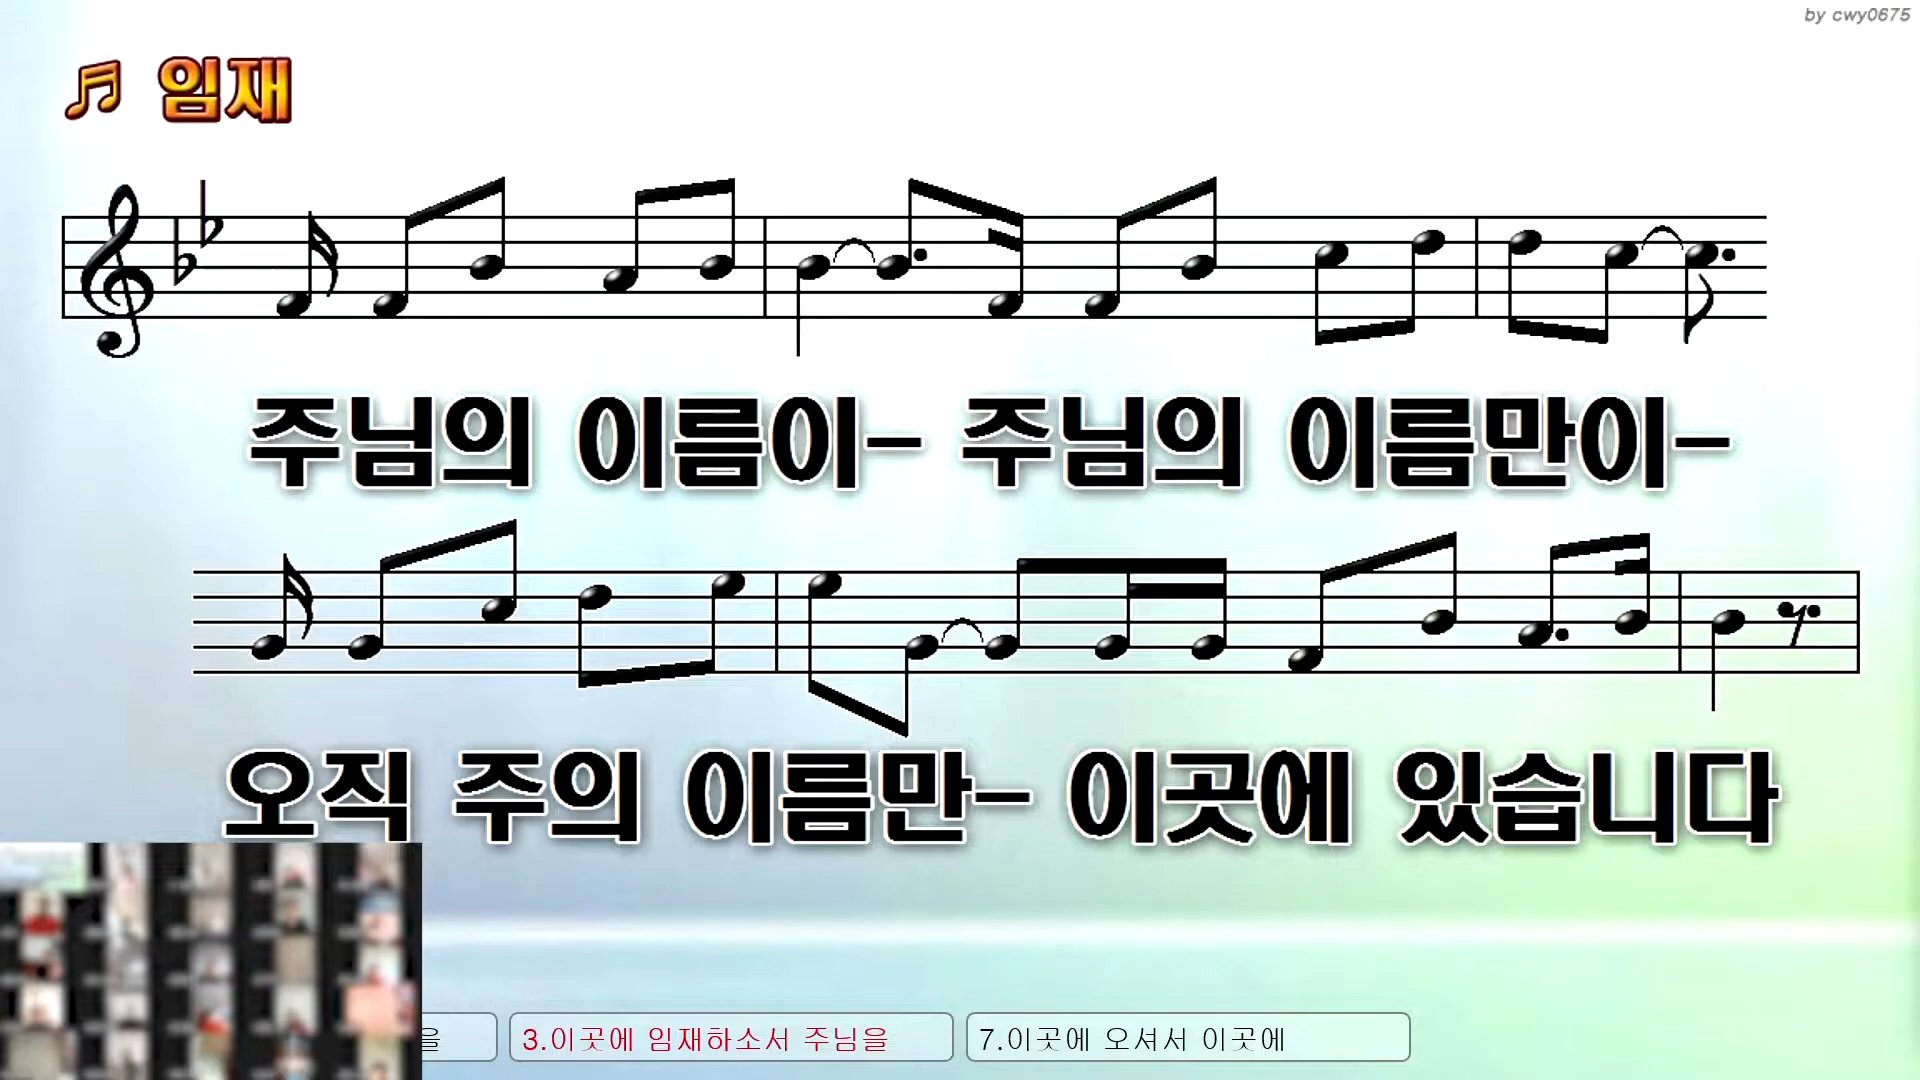 by cwy0675
임재
주님의 이름이- 주님의 이름만이-
오직 주의 이름만- 이곳에 있습니다
을
3.이곳에 임재하소서 주님을
7.이곳에 오셔서 이곳에